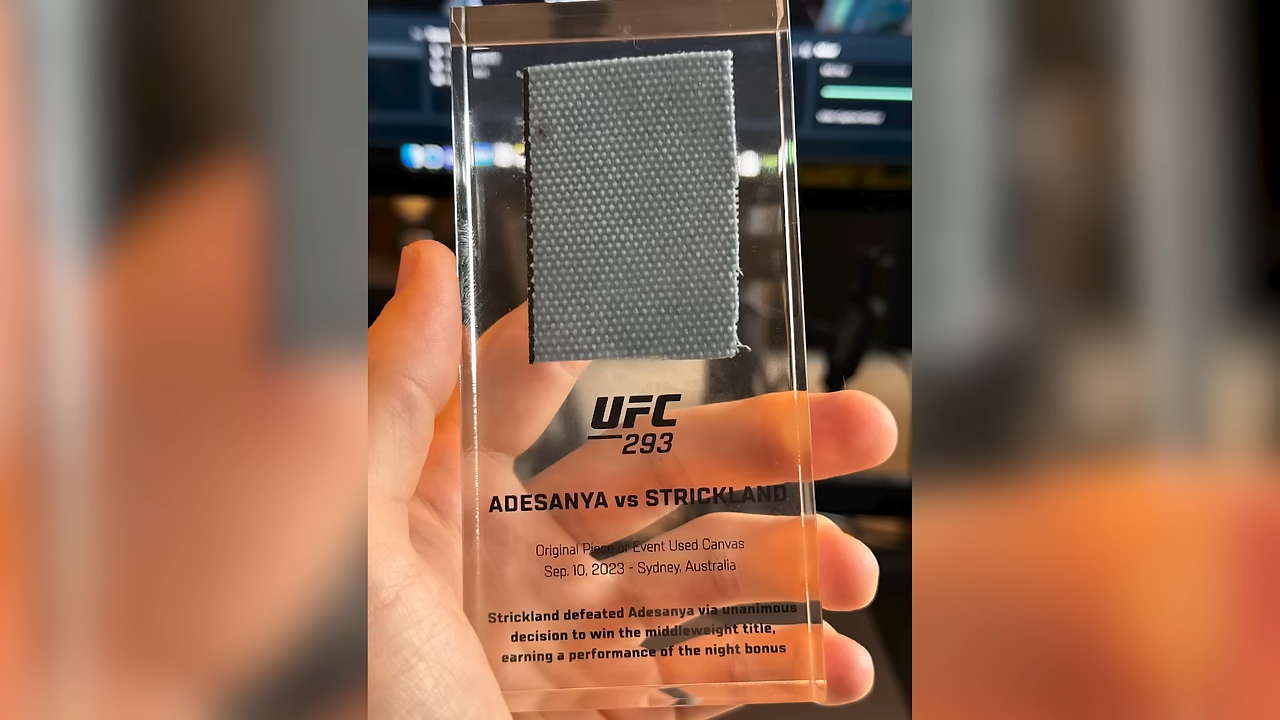 UFC
293
ADESANYA vs STRICKLAND
Original Piece of Event Used Canvas
Sep. 10, 2023 - Sydney, Australia
Strickland defeated Adesanya via unanimous
decision to win the middleweight title,
earning a performance of the night bonus